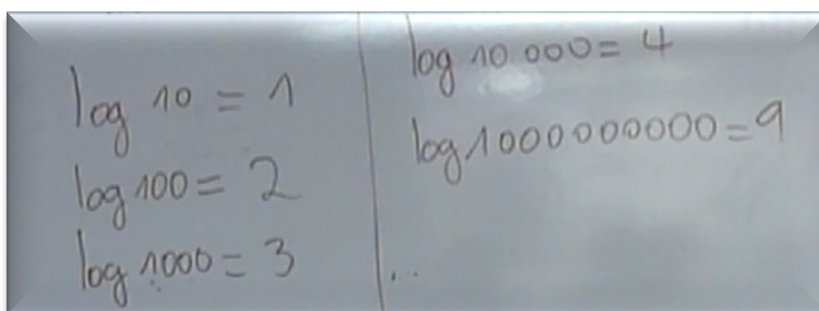 log 10 = 1
log 100 = 2
log 1000 = 3
log 10.000 = 4
log 1000000000 = 9
...